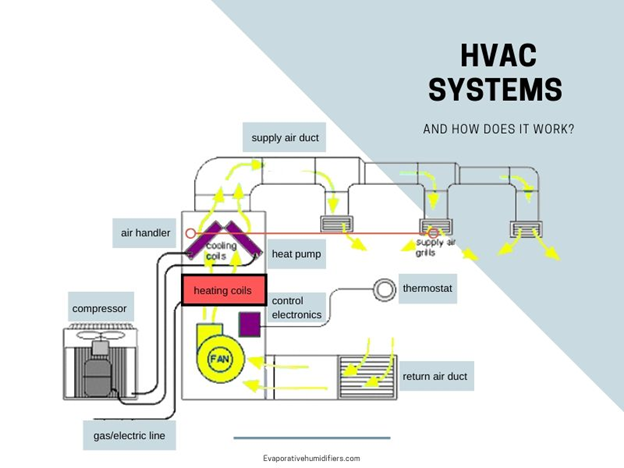 HVAC
SYSTEMS
AND HOW DOES IT WORK?
supply air duct
air handler
cooling
coils
heat pump
supply air
grills
heating coils
thermostat
control
electronics
compressor
FAN
return air duct
gas/electric line
Evaporativehumidifiers.com